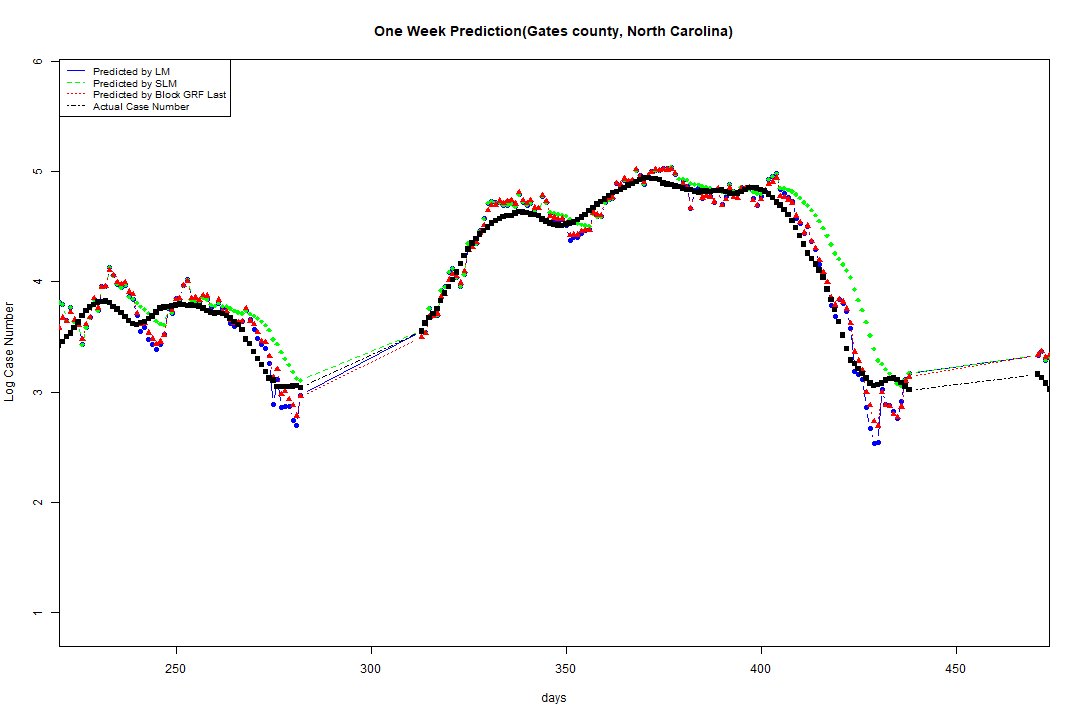 One Week Prediction(Gates county, North Carolina)
Predicted by LM
Predicted by SLM
Predicted by Block GRF Last
Actual Case Number
6
5
4
3
2
1
Log Case Number
250 300 350 400 450
days